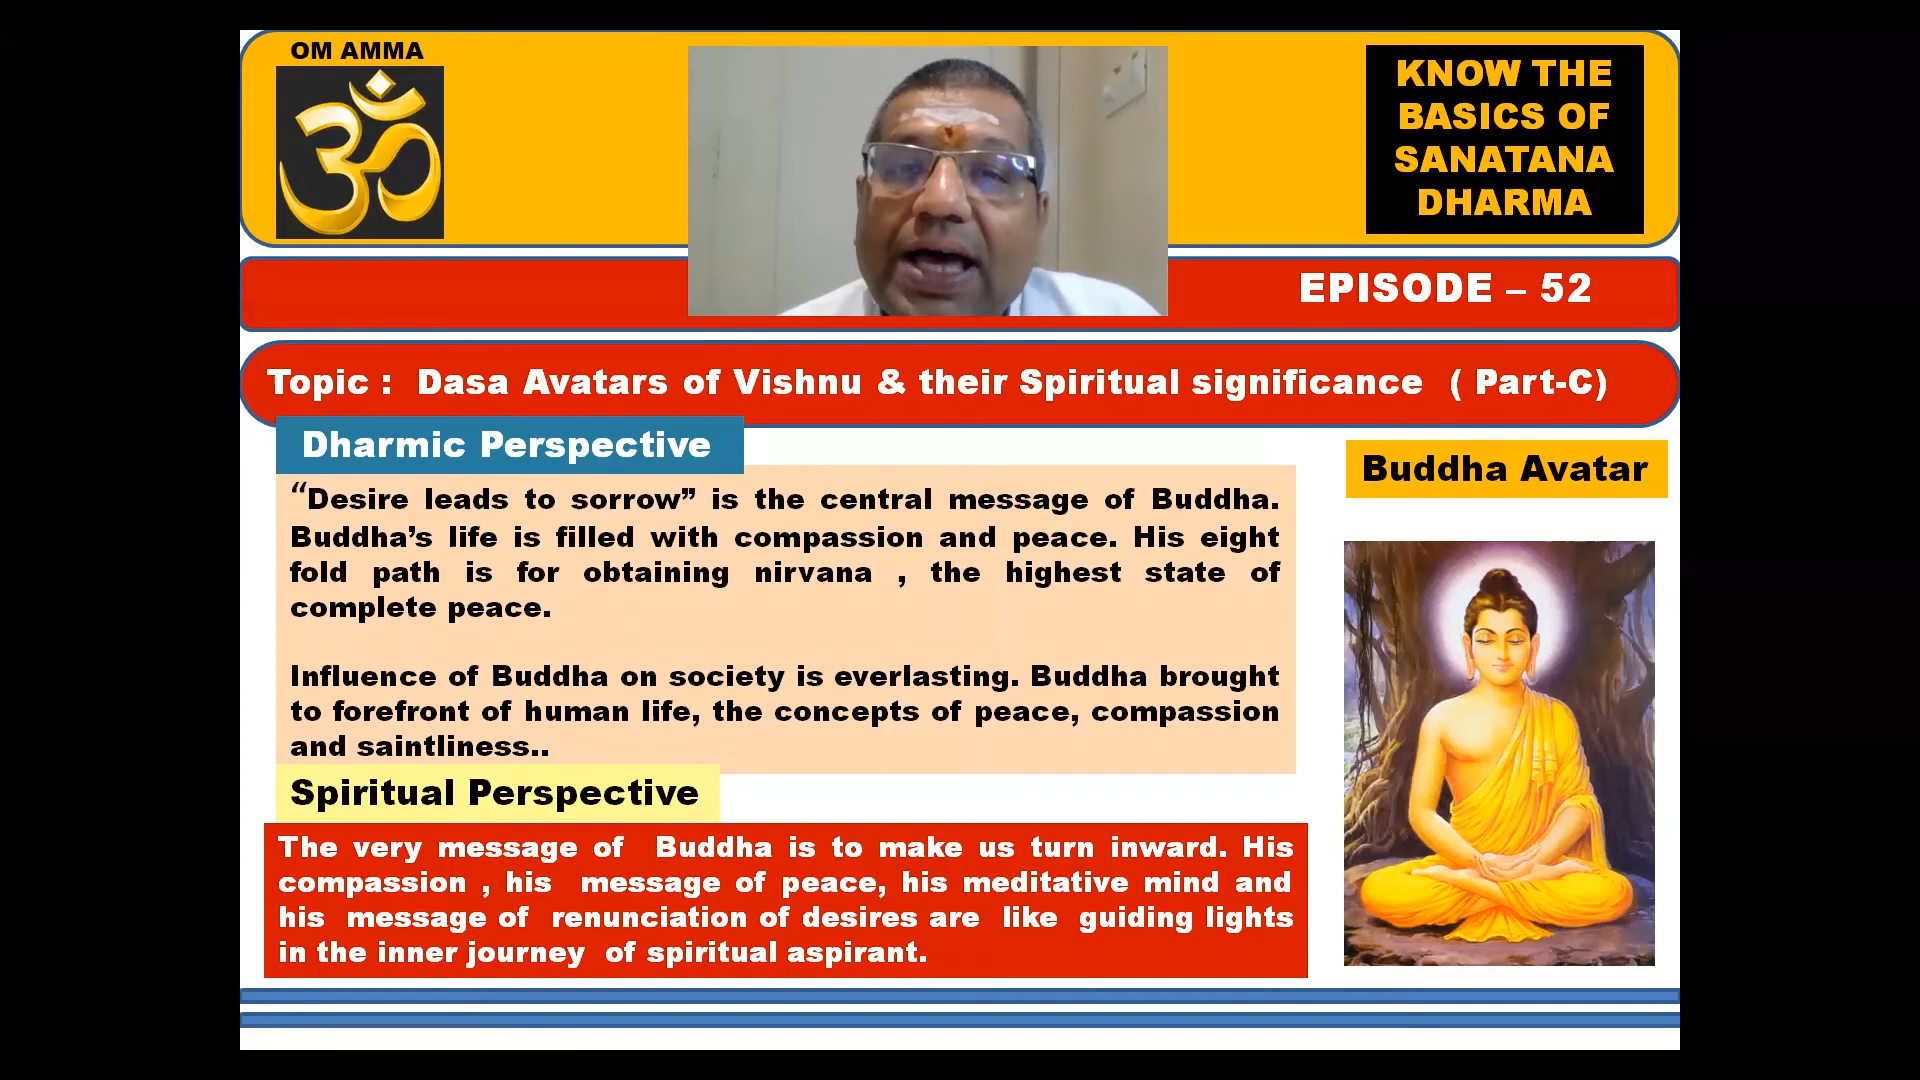 OM AMMA
KNOW THE
BASICS OF
SANATANA
DHARMA
EPISODE – 52
Topic : Dasa Avatars of Vishnu & their Spiritual significance ( Part-C)
Dharmic Perspective
Buddha Avatar
“Desire leads to sorrow” is the central message of Buddha.
Buddha’s life is filled with compassion and peace. His eight
fold path is for obtaining nirvana , the highest state of
complete peace.
Influence of Buddha on society is everlasting. Buddha brought
to forefront of human life, the concepts of peace, compassion
and saintliness..
Spiritual Perspective
The very message of Buddha is to make us turn inward. His
compassion , his message of peace, his meditative mind and
his message of renunciation of desires are like guiding lights
in the inner journey of spiritual aspirant.